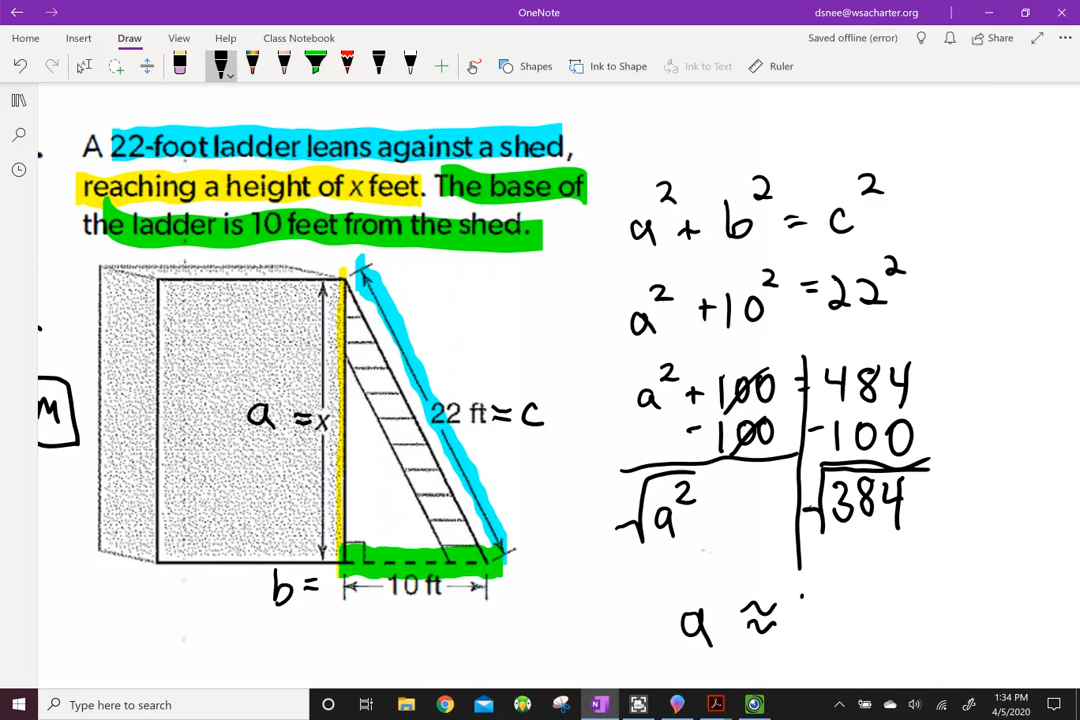 OneNote
dsnee@wsacharter.org
Home Insert Draw View Help Class Notebook
Saved offline (error) Share
Shapes Ink to Shape Ink to Text Ruler
A 22-foot ladder leans against a shed,
reaching a height of x feet. The base of
the ladder is 10 feet from the shed.
a = x
22 ft = c
b =
10 ft
M
a² + b² = c²
a² + 10² = 22²
a² + 100 = 484
- 100 - 100
√a² √384
a ≈
Type here to search
1:34 PM
4/5/2020